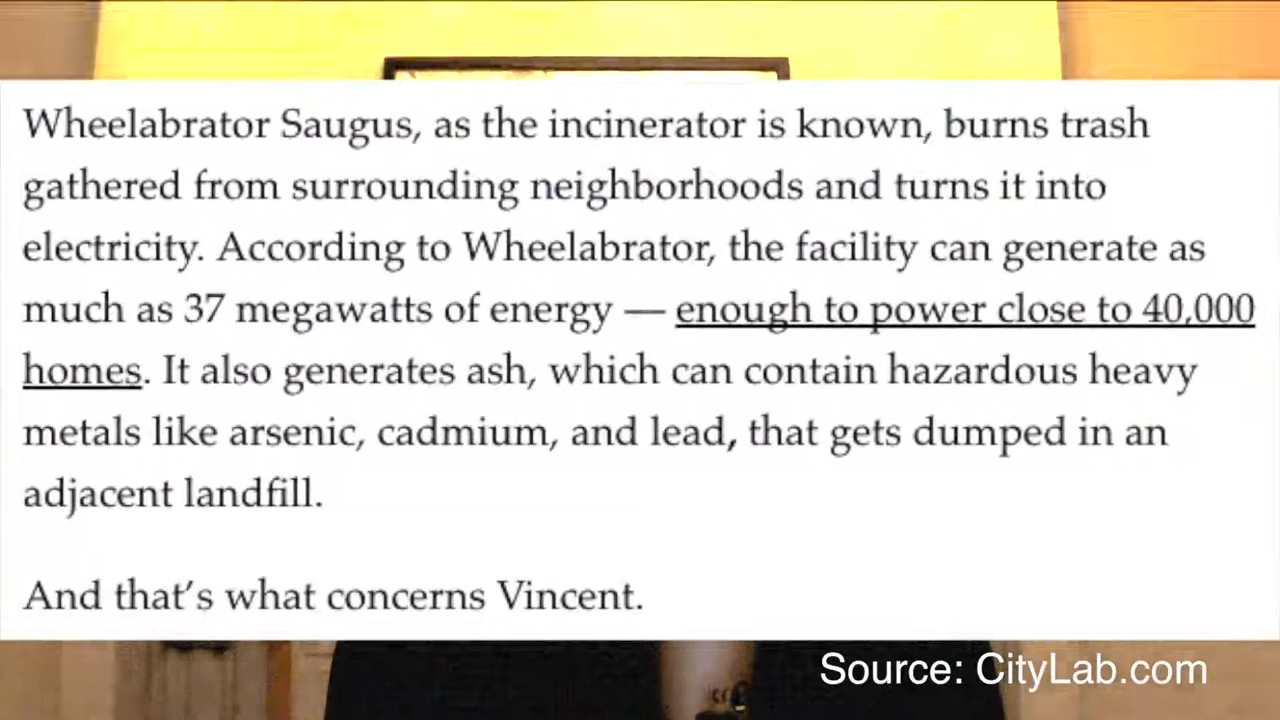 Wheelabrator Saugus, as the incinerator is known, burns trash
gathered from surrounding neighborhoods and turns it into
electricity. According to Wheelabrator, the facility can generate as
much as 37 megawatts of energy — enough to power close to 40,000
homes. It also generates ash, which can contain hazardous heavy
metals like arsenic, cadmium, and lead, that gets dumped in an
adjacent landfill.
And that's what concerns Vincent.
Source: CityLab.com